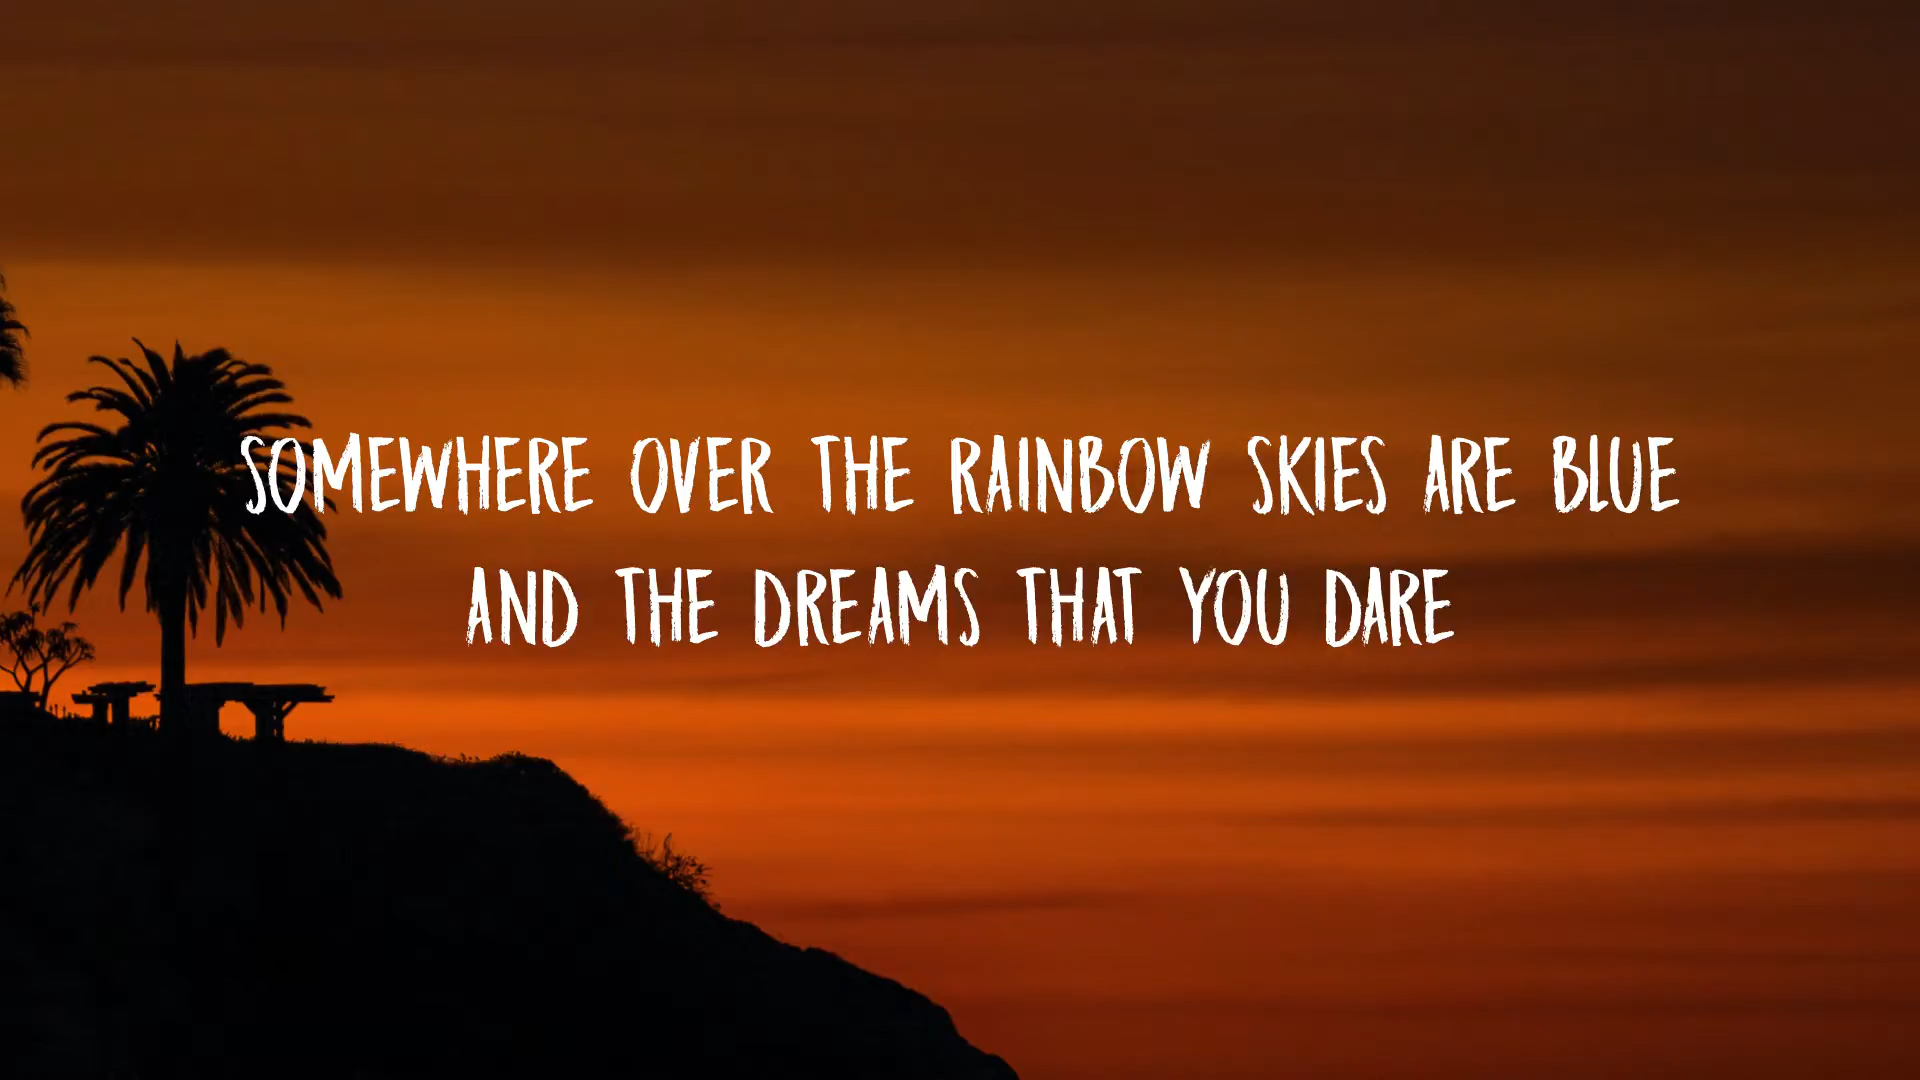 SOMEWHERE OVER THE RAINBOW SKIES ARE BLUE
AND THE DREAMS THAT YOU DARE